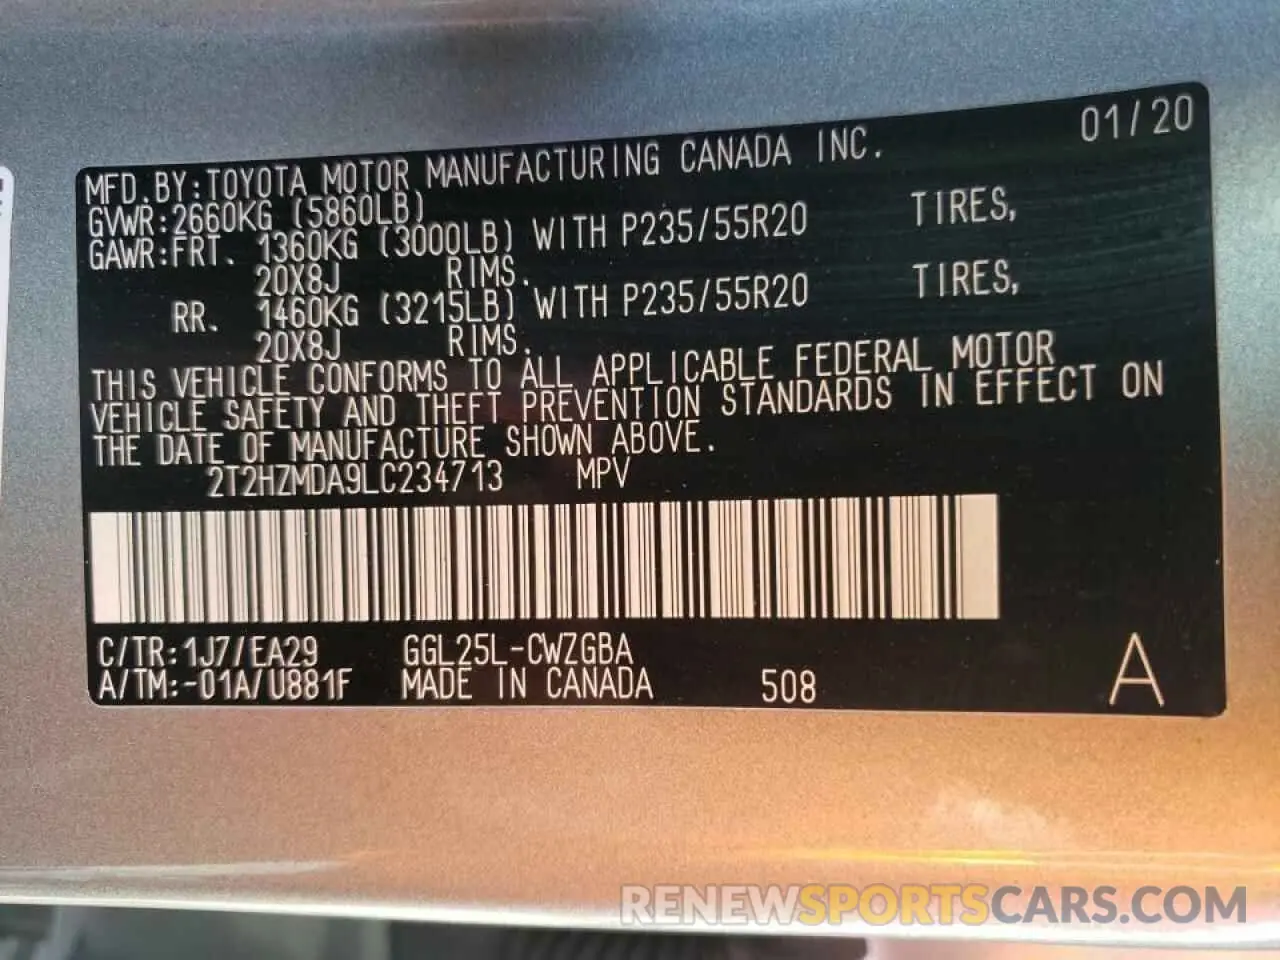 01/20
MFD.BY:TOYOTA MOTOR MANUFACTURING CANADA INC.
GVWR:2660KG (5860LB)
GAWR:FRT. 1360KG (3000LB) WITH P235/55R20 TIRES,
20X8J RIMS.
RR. 1460KG (3215LB) WITH P235/55R20 TIRES,
20X8J RIMS.
THIS VEHICLE CONFORMS TO ALL APPLICABLE FEDERAL MOTOR
VEHICLE SAFETY AND THEFT PREVENTION STANDARDS IN EFFECT ON
THE DATE OF MANUFACTURE SHOWN ABOVE.
2T2HZMDA9LC234713 MPV
C/TR:1J7/EA29 GGL25L-CWZGBA
A/TM:-01A/U881F MADE IN CANADA 508 A
RENEWSPORTSCARS.COM